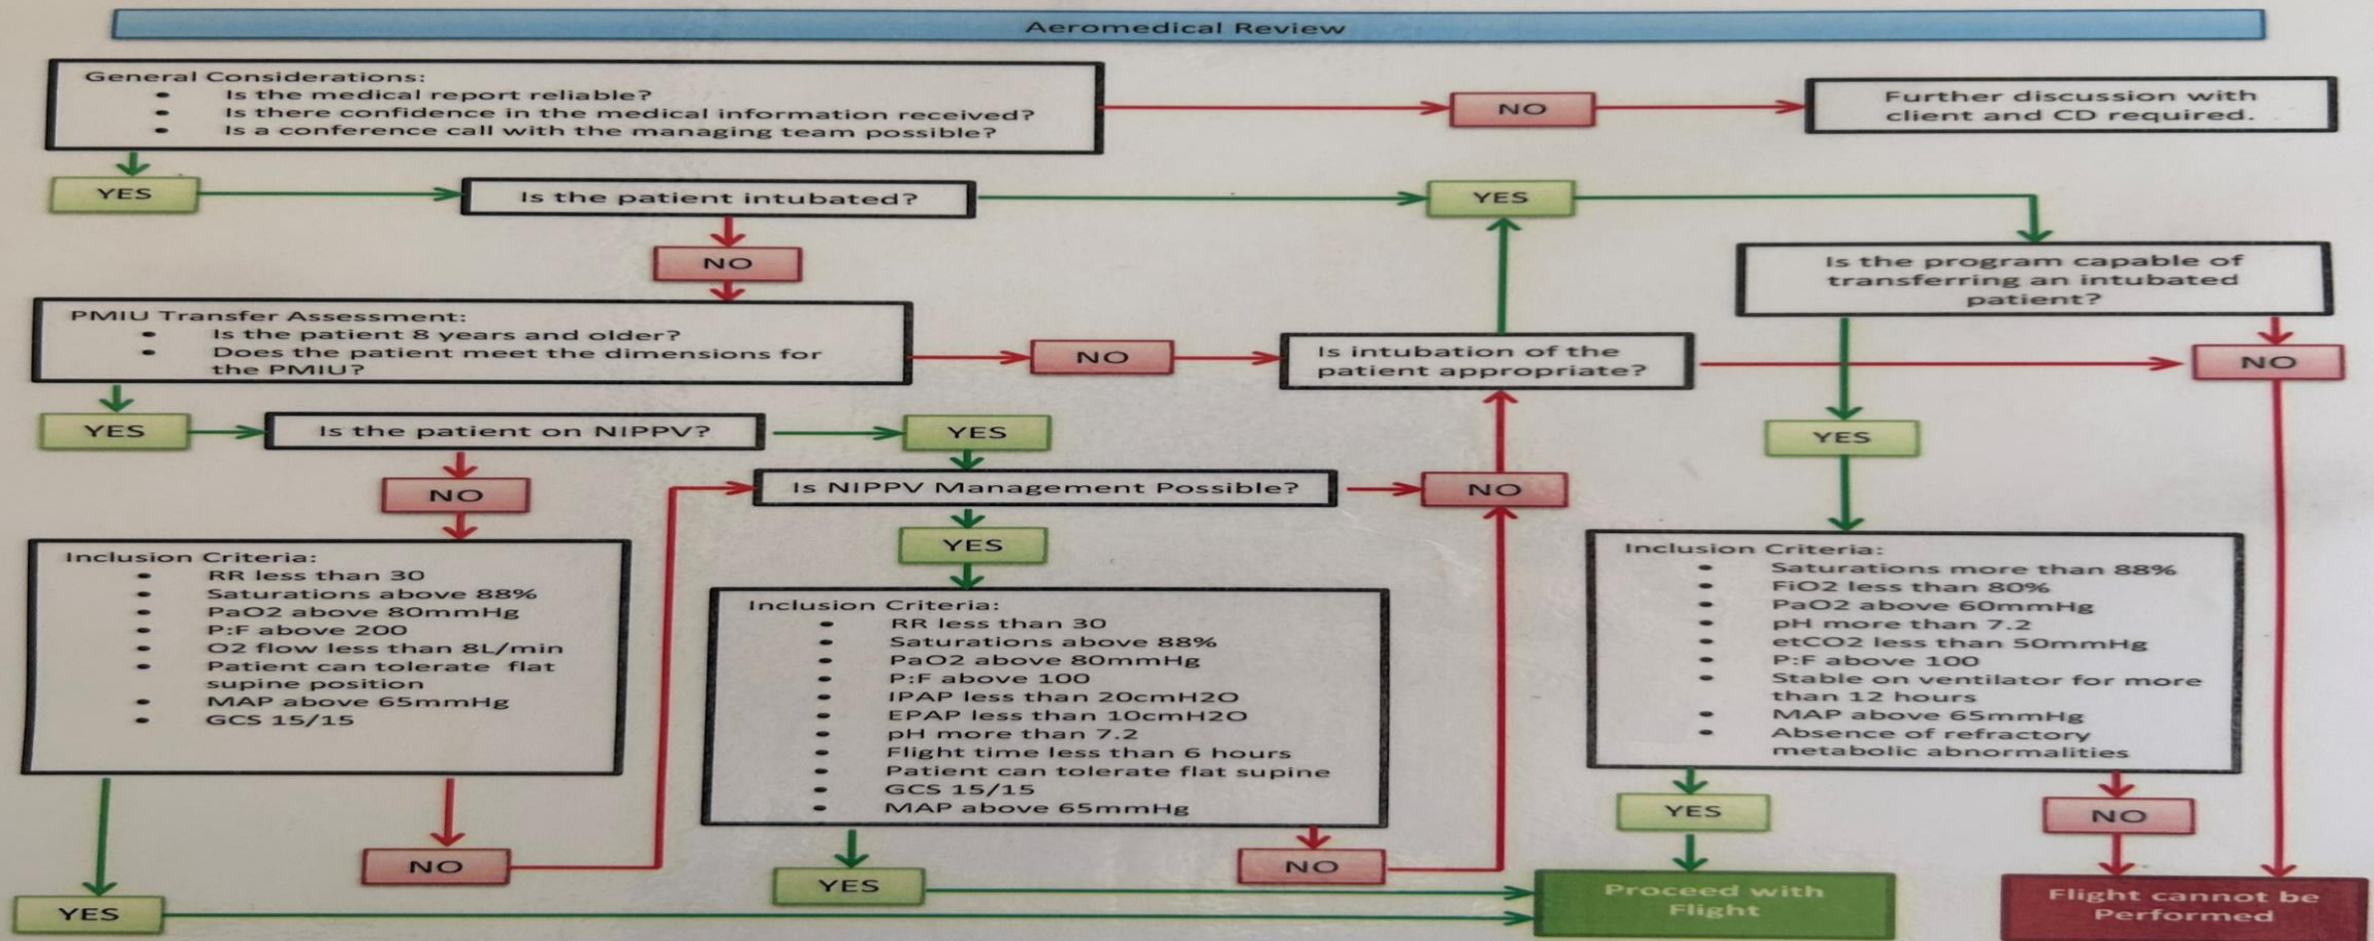 Aeromedical Review
General Considerations:
• Is the medical report reliable?
• Is there confidence in the medical information received?
• Is a conference call with the managing team possible?
NO
Further discussion with
client and CD required.
YES
Is the patient intubated?
YES
NO
Is the program capable of
transferring an intubated
patient?
PMIU Transfer Assessment:
• Is the patient 8 years and older?
• Does the patient meet the dimensions for
the PMIU?
NO
Is intubation of the
patient appropriate?
NO
YES
Is the patient on NIPPV?
YES
YES
NO
Is NIPPV Management Possible?
NO
YES
Inclusion Criteria:
• RR less than 30
• Saturations above 88%
• PaO2 above 80mmHg
• P:F above 200
• O2 flow less than 8L/min
• Patient can tolerate flat
supine position
• MAP above 65mmHg
• GCS 15/15
Inclusion Criteria:
• RR less than 30
• Saturations above 88%
• PaO2 above 80mmHg
• P:F above 100
• IPAP less than 20cmH2O
• EPAP less than 10cmH2O
• pH more than 7.2
• Flight time less than 6 hours
• Patient can tolerate flat supine
• GCS 15/15
• MAP above 65mmHg
Inclusion Criteria:
• Saturations more than 88%
• FiO2 less than 80%
• PaO2 above 60mmHg
• pH more than 7.2
• etCO2 less than 50mmHg
• P:F above 100
• Stable on ventilator for more
than 12 hours
• MAP above 65mmHg
• Absence of refractory
metabolic abnormalities
YES
NO
NO
YES
NO
YES
Proceed with
Flight
Flight cannot be
Performed